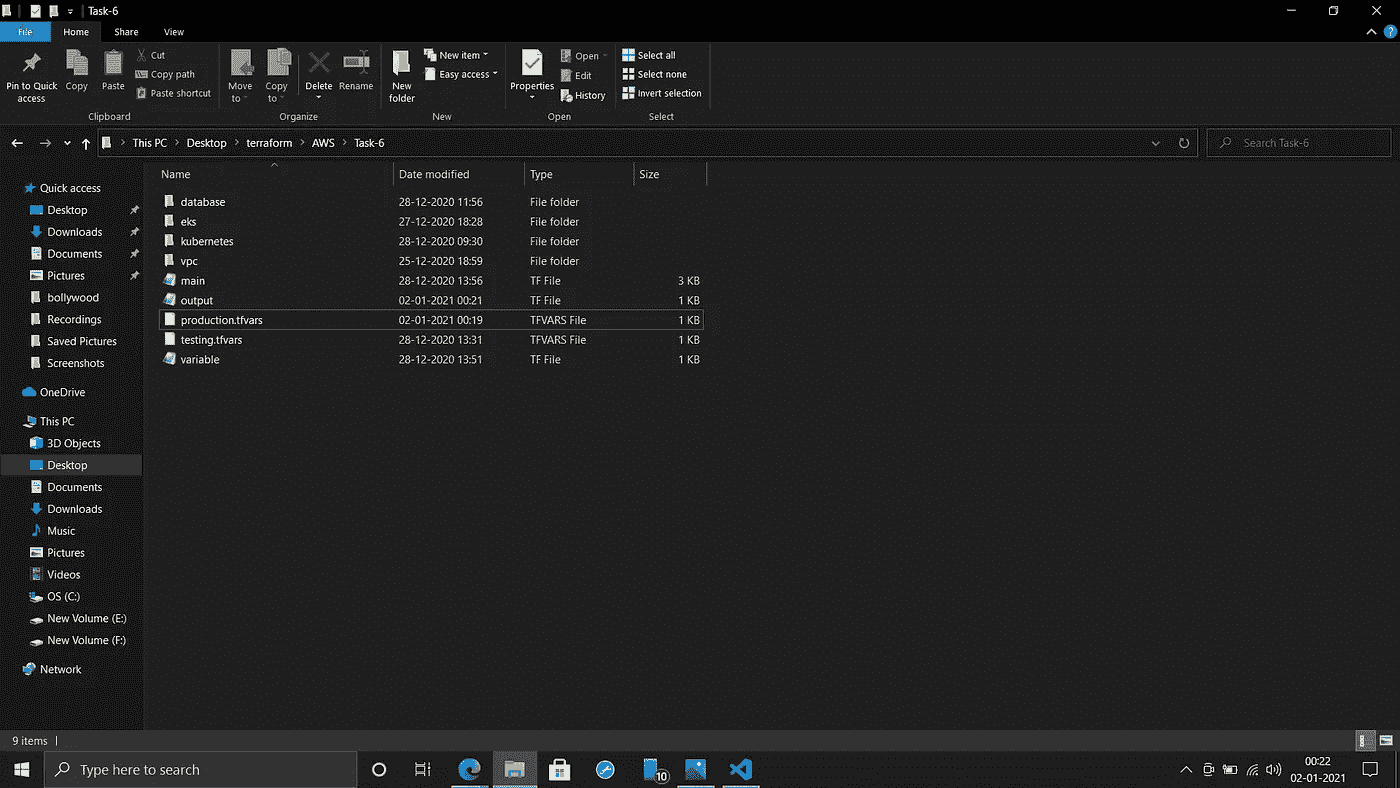 Task-6
File Home Share View
Pin to Quick access
Copy
Paste
Cut
Copy path
Paste shortcut
Clipboard
Move to
Copy to
Delete
Rename
Organize
New folder
New item
Easy access
New
Properties
Open
Edit
History
Open
Select all
Select none
Invert selection
Select
This PC Desktop terraform AWS Task-6
Search Task-6
Quick access
Desktop
Downloads
Documents
Pictures
bollywood
Recordings
Saved Pictures
Screenshots
OneDrive
This PC
3D Objects
Desktop
Documents
Downloads
Music
Pictures
Videos
OS (C:)
New Volume (E:)
New Volume (F:)
Network
Name Date modified Type Size
database 28-12-2020 11:56 File folder
eks 27-12-2020 18:28 File folder
kubernetes 28-12-2020 09:30 File folder
vpc 25-12-2020 18:59 File folder
main 28-12-2020 13:56 TF File 3 KB
output 02-01-2021 00:21 TF File 1 KB
production.tfvars 02-01-2021 00:19 TFVARS File 1 KB
testing.tfvars 28-12-2020 13:31 TFVARS File 1 KB
variable 28-12-2020 13:51 TF File 1 KB
9 items
Type here to search
10
00:22
02-01-2021